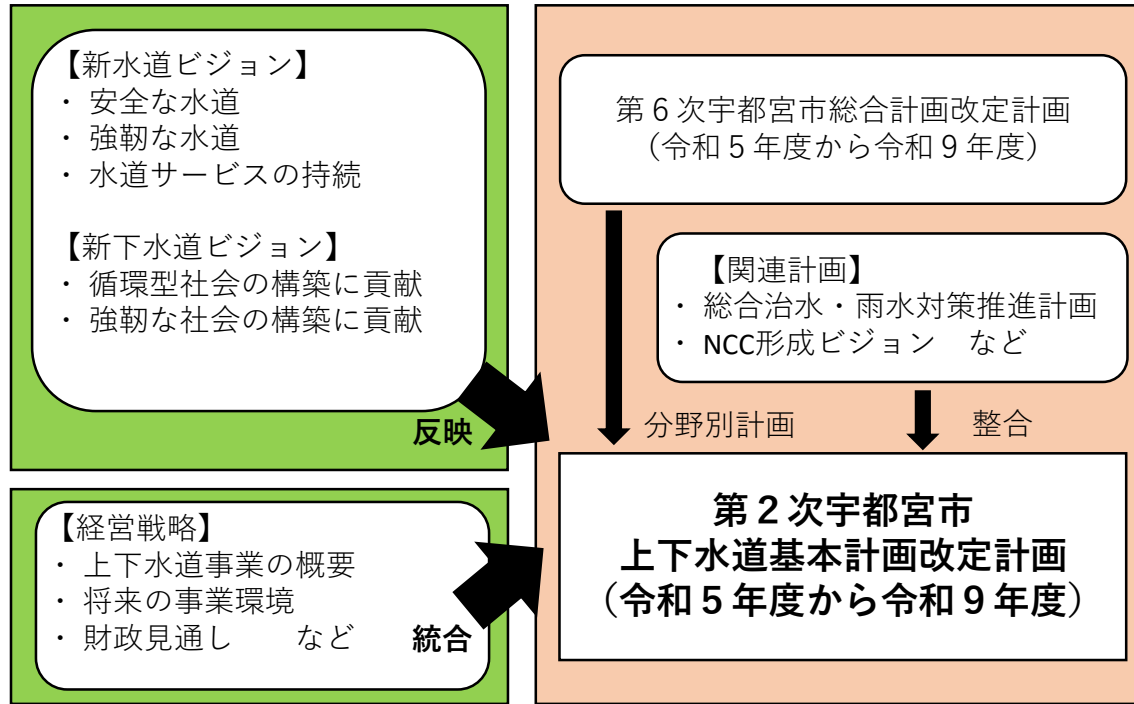 【新水道ビジョン】
・ 安全な水道
・ 強靭な水道
・ 水道サービスの持続
【新下水道ビジョン】
・ 循環型社会の構築に貢献
・ 強靭な社会の構築に貢献
反映
【経営戦略】
・ 上下水道事業の概要
・ 将来の事業環境
・ 財政見通し　　など
統合
第６次宇都宮市総合計画改定計画
（令和５年度から令和９年度）
【関連計画】
・ 総合治水・雨水対策推進計画
・ NCC形成ビジョン　など
分野別計画
整合
第２次宇都宮市
上下水道基本計画改定計画
（令和５年度から令和９年度）